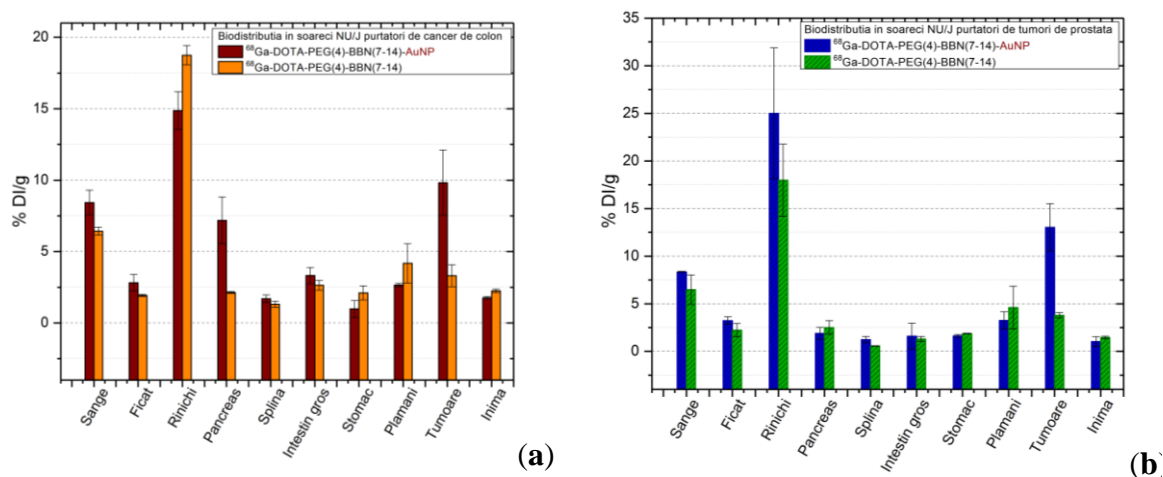 Biodistributia in soareci NU/J purtatori de cancer de colon
⁶⁸Ga-DOTA-PEG(4)-BBN(7-14)-AuNP
⁶⁸Ga-DOTA-PEG(4)-BBN(7-14)
% DI/g
20
15
10
5
0
Sange
Ficat
Rinichi
Pancreas
Splina
Intestin gros
Stomac
Plamani
Tumoare
Inima
(a)
Biodistributia in soareci NU/J purtatori de tumori de prostata
⁶⁸Ga-DOTA-PEG(4)-BBN(7-14)-AuNP
⁶⁸Ga-DOTA-PEG(4)-BBN(7-14)
% DI/g
35
30
25
20
15
10
5
0
Sange
Ficat
Rinichi
Pancreas
Splina
Intestin gros
Stomac
Plamani
Tumoare
Inima
(b)